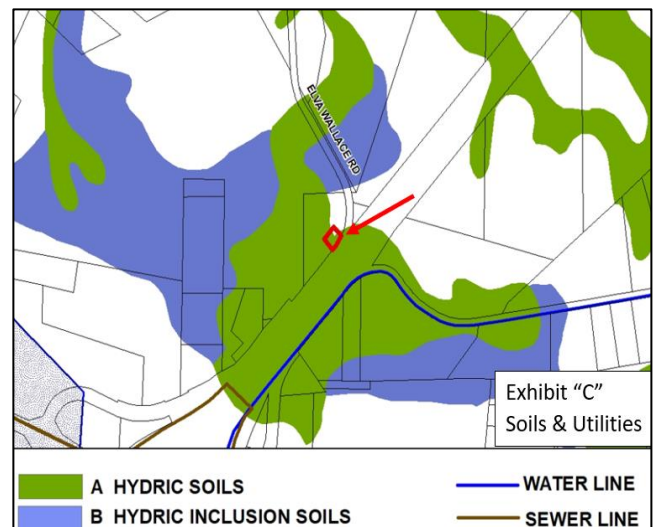 ELVA WALLACE RD
Exhibit "C"
Soils & Utilities
A HYDRIC SOILS
WATER LINE
B HYDRIC INCLUSION SOILS
SEWER LINE